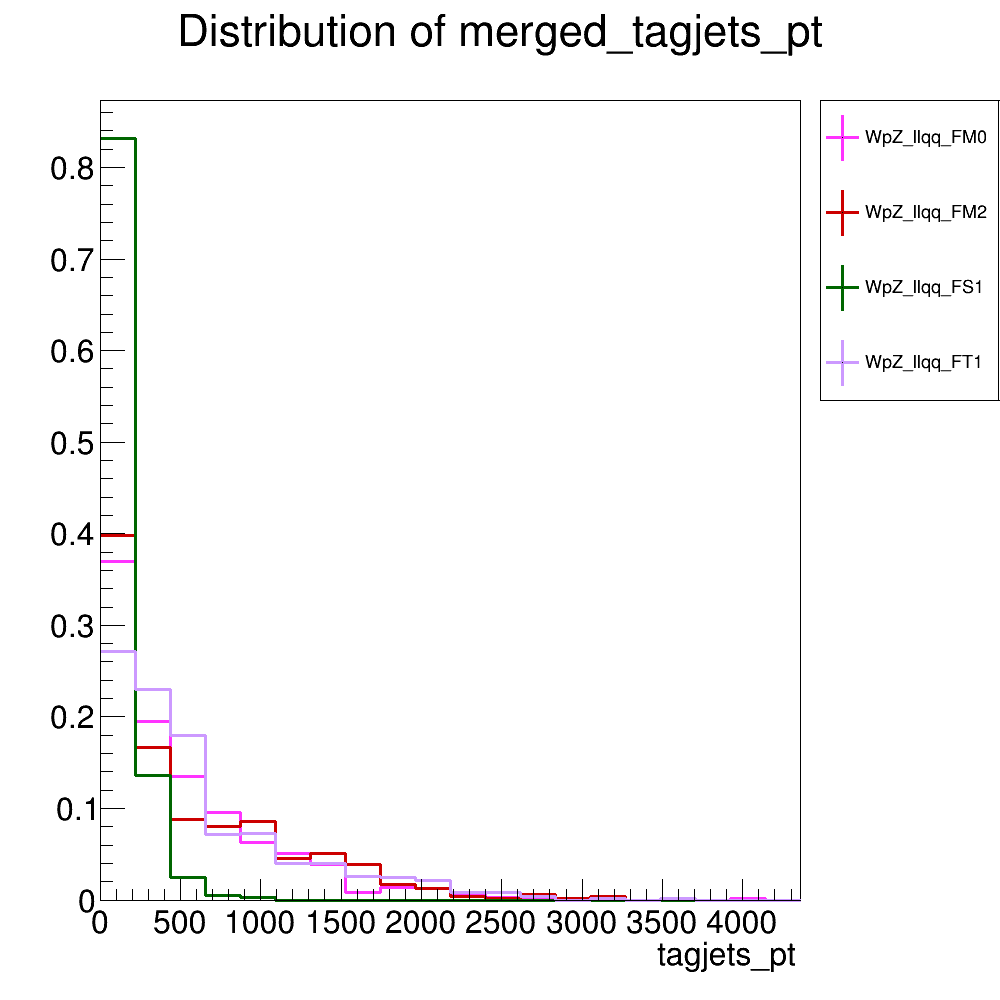 Distribution of merged_tagjets_pt
WpZ_llqq_FM0
WpZ_llqq_FM2
WpZ_llqq_FS1
WpZ_llqq_FT1
0.8
0.7
0.6
0.5
0.4
0.3
0.2
0.1
0
0 500 1000 1500 2000 2500 3000 3500 4000
tagjets_pt